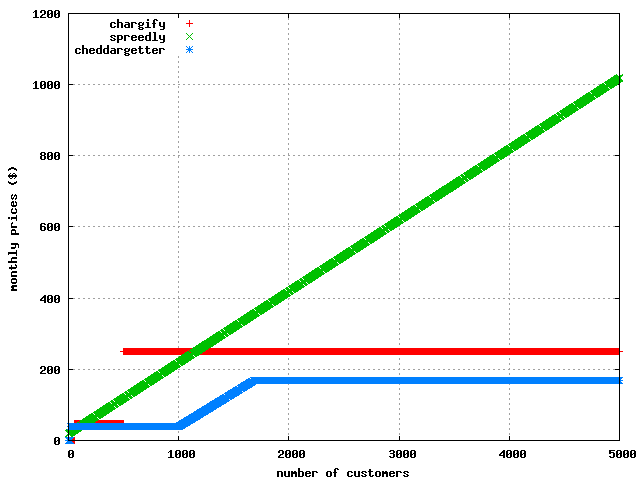 1200
1000
800
600
400
200
0
monthly prices ($)
chargify
spreedly
cheddargetter
0 1000 2000 3000 4000 5000
number of customers